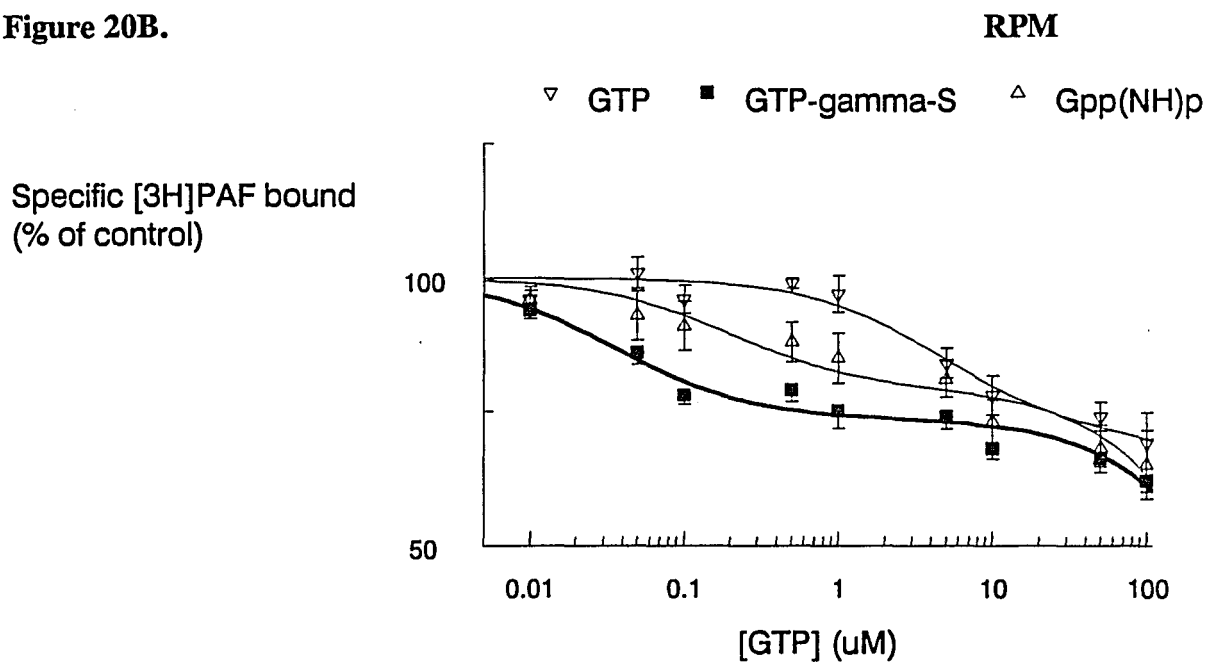 Figure 20B.
RPM
▽ GTP ■ GTP-gamma-S △ Gpp(NH)p
Specific [3H]PAF bound
(% of control)
100
50
0.01 0.1 1 10 100
[GTP] (uM)